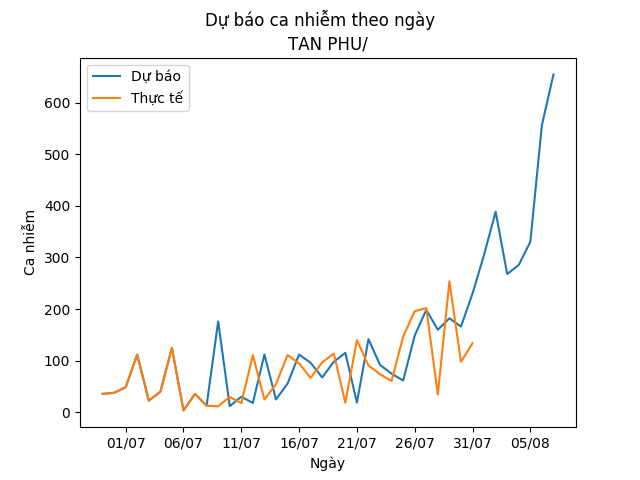 Dự báo ca nhiễm theo ngày
TAN PHU/
Dự báo
Thực tế
Ca nhiễm
600
500
400
300
200
100
0
01/07 06/07 11/07 16/07 21/07 26/07 31/07 05/08
Ngày